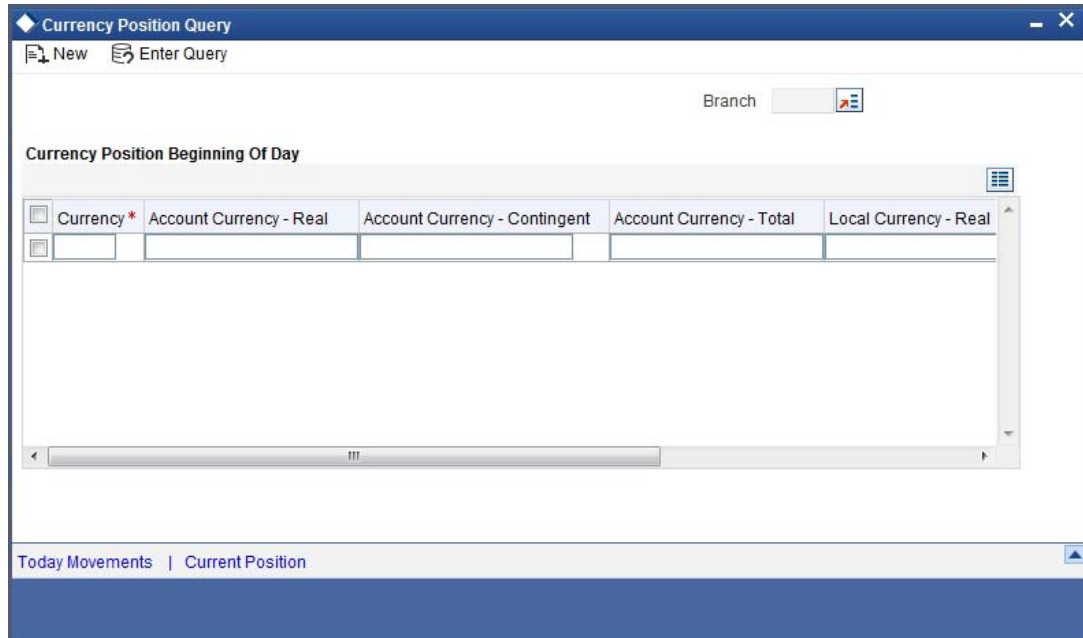 Currency Position Query
New Enter Query
Branch
Currency Position Beginning Of Day
Currency * Account Currency - Real Account Currency - Contingent Account Currency - Total Local Currency - Real
Today Movements | Current Position